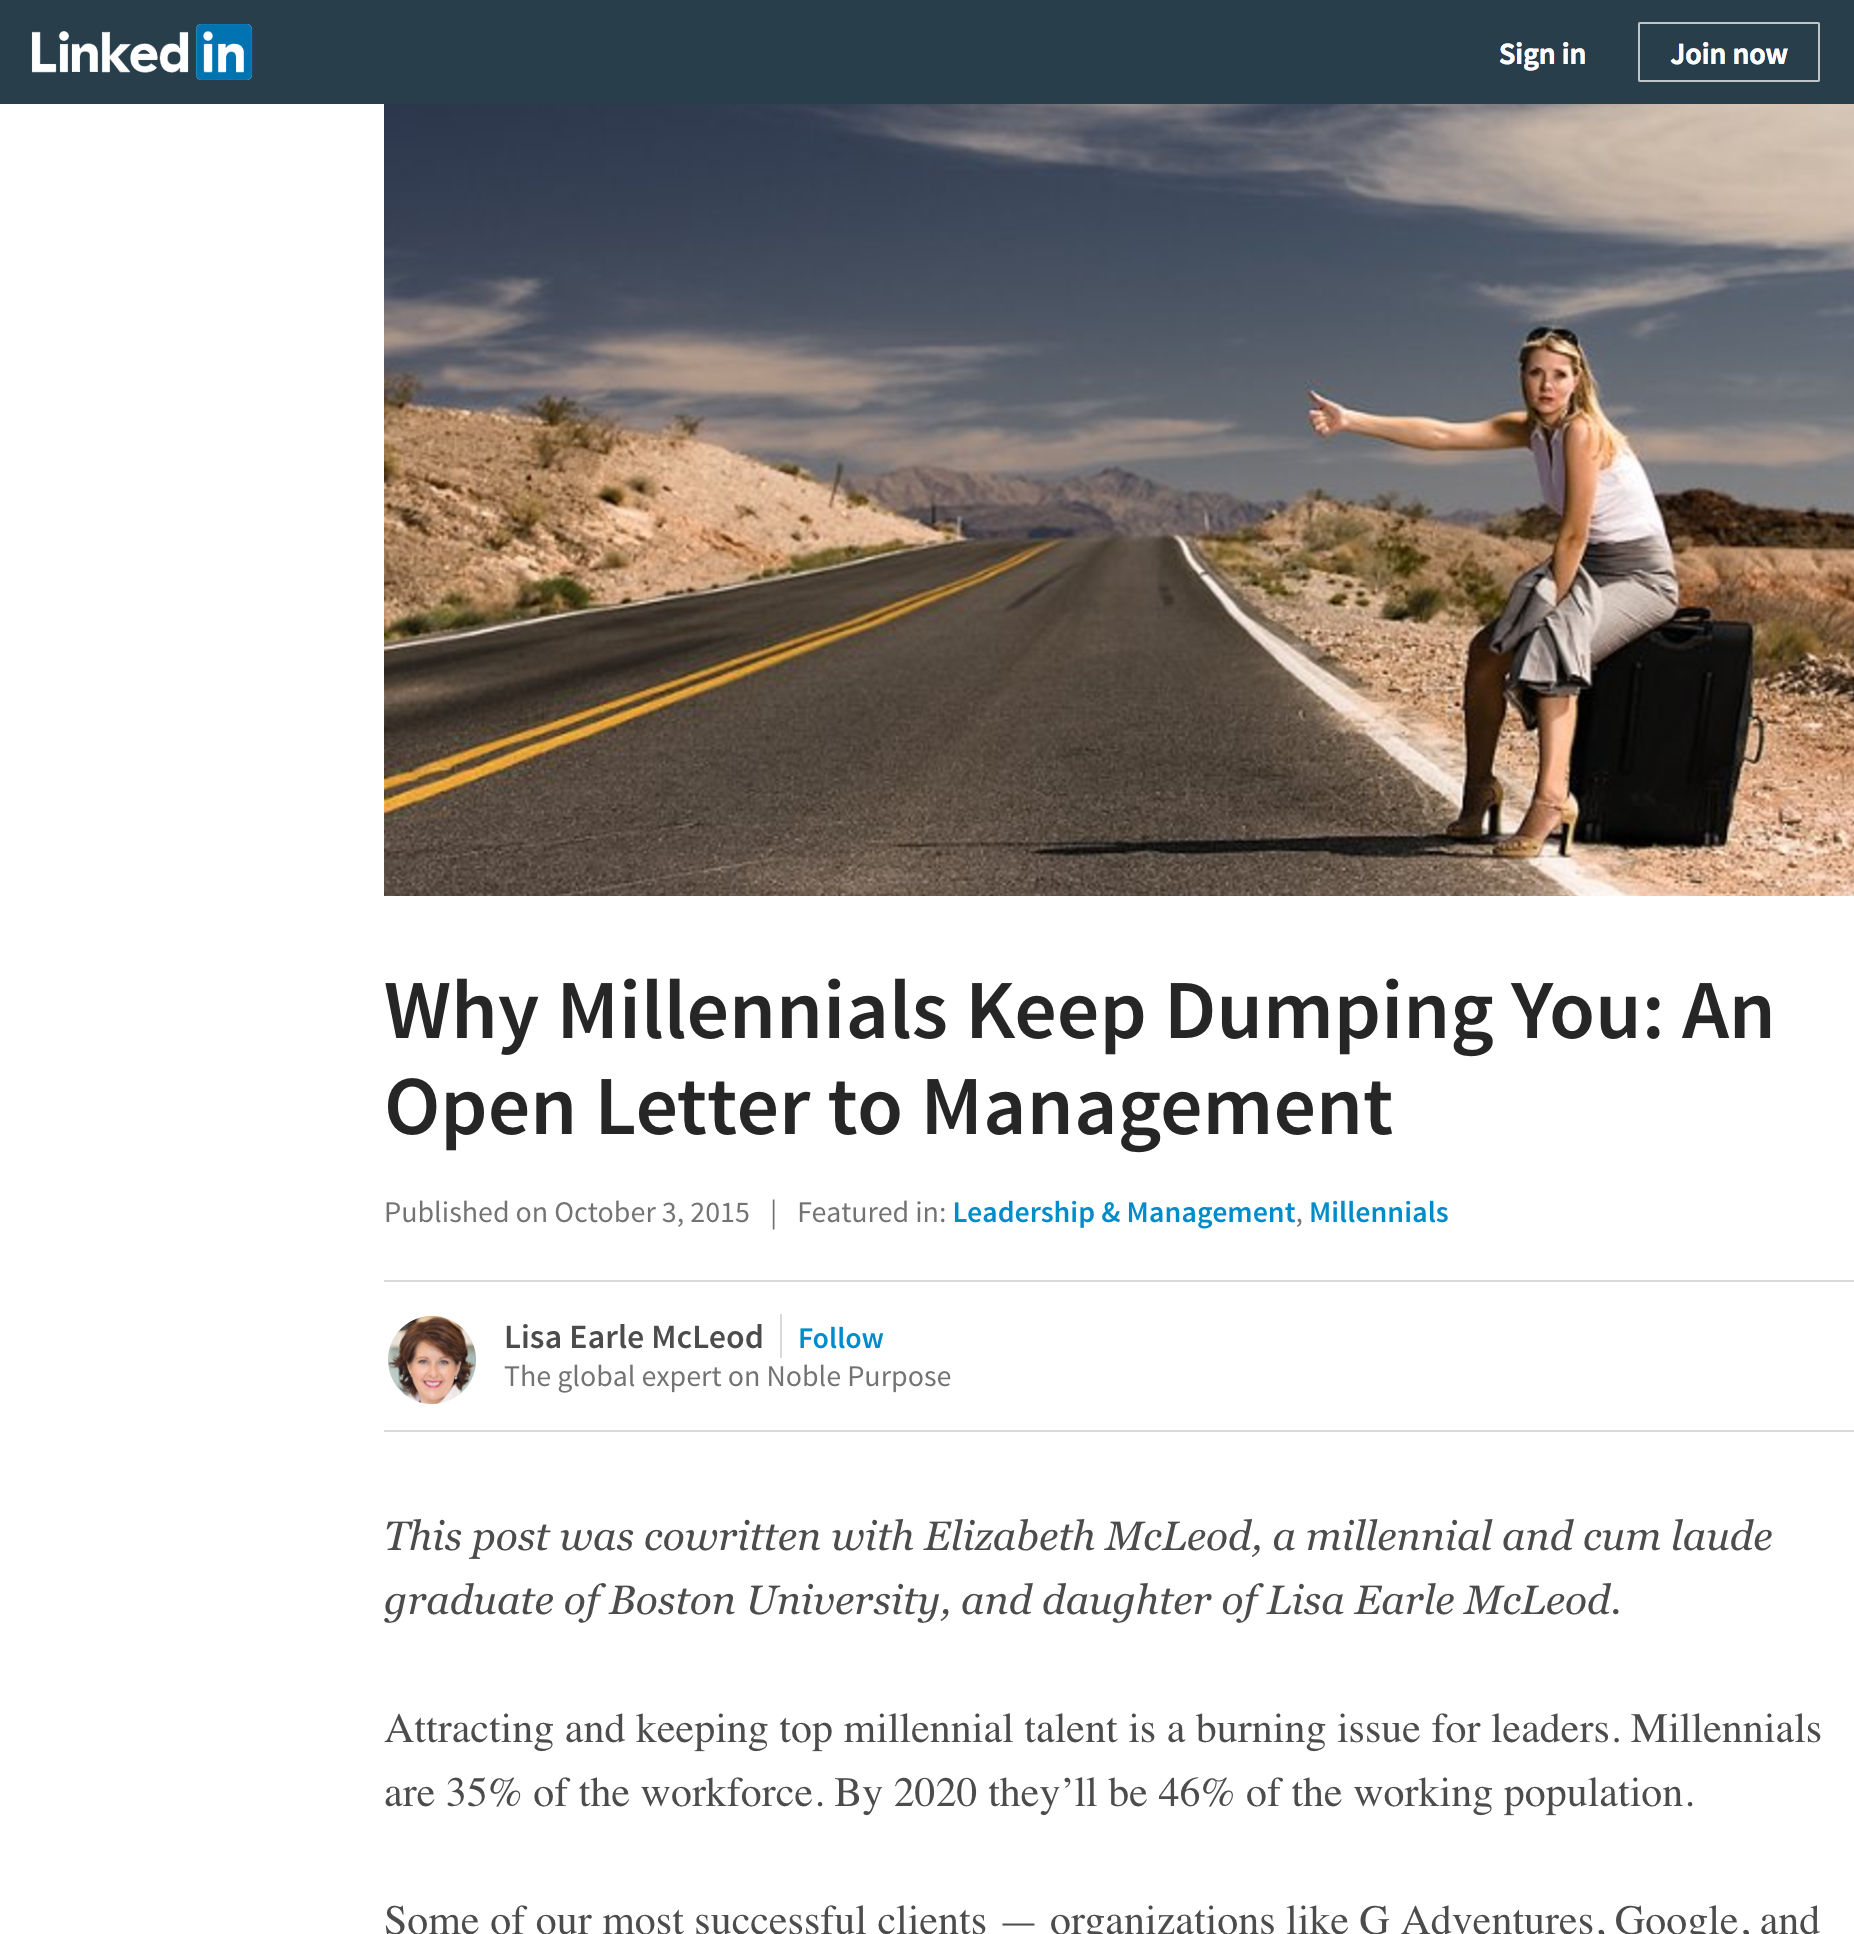 Linked in
Sign in
Join now
Why Millennials Keep Dumping You: An
Open Letter to Management
Published on October 3, 2015 | Featured in: Leadership & Management, Millennials
Lisa Earle McLeod | Follow
The global expert on Noble Purpose
This post was cowritten with Elizabeth McLeod, a millennial and cum laude
graduate of Boston University, and daughter of Lisa Earle McLeod.
Attracting and keeping top millennial talent is a burning issue for leaders. Millennials
are 35% of the workforce. By 2020 they’ll be 46% of the working population.
Some of our most successful clients — organizations like G Adventures, Google, and